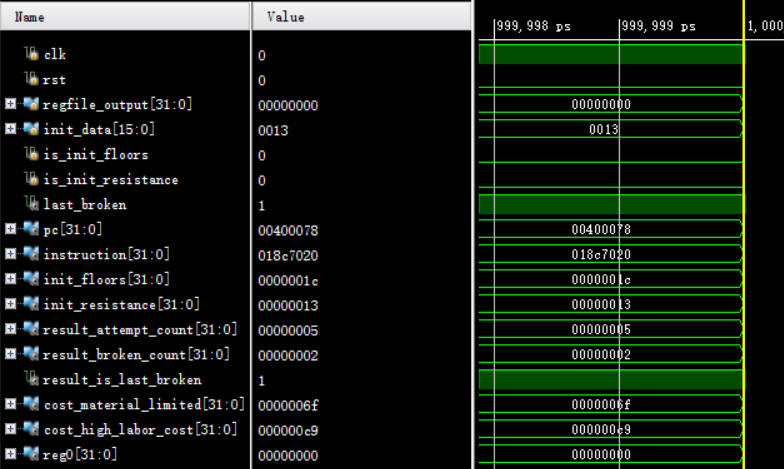 Name Value
999,998 ps 999,999 ps 1,000
clk 0
rst 0
regfile_output[31:0] 00000000 00000000
init_data[15:0] 0013 0013
is_init_floors 0
is_init_resistance 0
last_broken 1
pc[31:0] 00400078 00400078
instruction[31:0] 018c7020 018c7020
init_floors[31:0] 0000001c 0000001c
init_resistance[31:0] 00000013 00000013
result_attempt_count[31:0] 00000005 00000005
result_broken_count[31:0] 00000002 00000002
result_is_last_broken 1
cost_material_limited[31:0] 0000006f 0000006f
cost_high_labor_cost[31:0] 000000c9 000000c9
reg0[31:0] 00000000 00000000